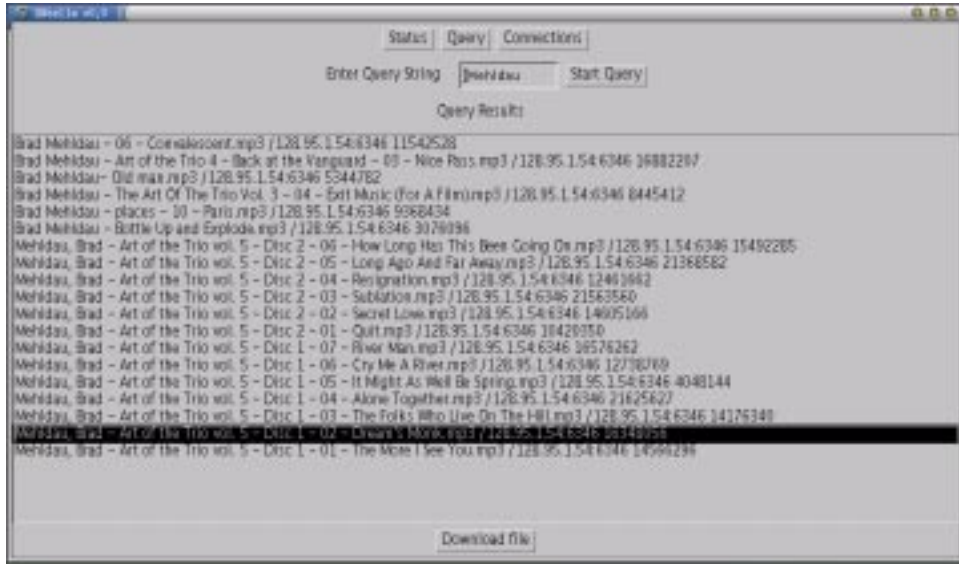 v0,1
Status Query Connections
Enter Query String Mehldau Start Query
Query Results
Brad Mehldau - 06 - Convalescent.mp3 /128.95.1.54:6346 11542528
Brad Mehldau - Art of the Trio 4 - Back at the Vanguard - 03 - Nice Pass.mp3 /128.95.1.54:6346 16882207
Brad Mehldau- Old man.mp3 /128.95.1.54:6346 5344782
Brad Mehldau - The Art Of The Trio Vol. 3 - 04 - Exit Music (For A Film).mp3 /128.95.1.54:6346 8445412
Brad Mehldau - places - 10 - Paris.mp3 /128.95.1.54:6346 9368434
Brad Mehldau - Bottle Up and Explode.mp3 /128.95.1.54:6346 3076096
Mehldau, Brad - Art of the Trio vol. 5 - Disc 2 - 06 - How Long Has This Been Going On.mp3 /128.95.1.54:6346 15492285
Mehldau, Brad - Art of the Trio vol. 5 - Disc 2 - 05 - Long Ago And Far Away.mp3 /128.95.1.54:6346 21368582
Mehldau, Brad - Art of the Trio vol. 5 - Disc 2 - 04 - Resignation.mp3 /128.95.1.54:6346 12461662
Mehldau, Brad - Art of the Trio vol. 5 - Disc 2 - 03 - Sublation.mp3 /128.95.1.54:6346 21563560
Mehldau, Brad - Art of the Trio vol. 5 - Disc 2 - 02 - Secret Love.mp3 /128.95.1.54:6346 14605166
Mehldau, Brad - Art of the Trio vol. 5 - Disc 2 - 01 - Quit.mp3 /128.95.1.54:6346 18420350
Mehldau, Brad - Art of the Trio vol. 5 - Disc 1 - 07 - River Man.mp3 /128.95.1.54:6346 16576262
Mehldau, Brad - Art of the Trio vol. 5 - Disc 1 - 06 - Cry Me A River.mp3 /128.95.1.54:6346 12738769
Mehldau, Brad - Art of the Trio vol. 5 - Disc 1 - 05 - It Might As Well Be Spring.mp3 /128.95.1.54:6346 4048144
Mehldau, Brad - Art of the Trio vol. 5 - Disc 1 - 04 - Alone Together.mp3 /128.95.1.54:6346 21625627
Mehldau, Brad - Art of the Trio vol. 5 - Disc 1 - 03 - The Folks Who Live On The Hill.mp3 /128.95.1.54:6346 14176340
Mehldau, Brad - Art of the Trio vol. 5 - Disc 1 - 02 - Dream's Monk.mp3 /128.95.1.54:6346
Mehldau, Brad - Art of the Trio vol. 5 - Disc 1 - 01 - The More I See You.mp3 /128.95.1.54:6346 14566296
Download file